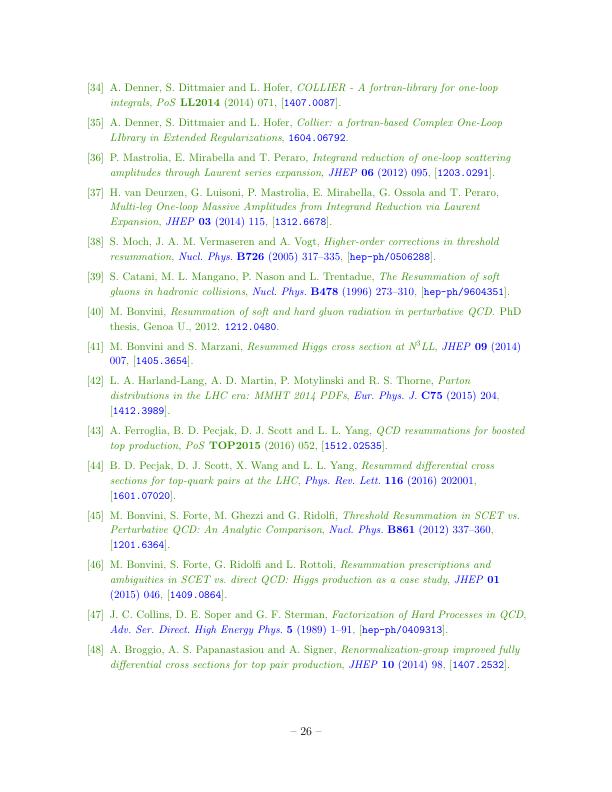 [34] A. Denner, S. Dittmaier and L. Hofer, COLLIER - A fortran-library for one-loop
integrals, PoS LL2014 (2014) 071, [1407.0087].
[35] A. Denner, S. Dittmaier and L. Hofer, Collier: a fortran-based Complex One-Loop
LIbrary in Extended Regularizations, 1604.06792.
[36] P. Mastrolia, E. Mirabella and T. Peraro, Integrand reduction of one-loop scattering
amplitudes through Laurent series expansion, JHEP 06 (2012) 095, [1203.0291].
[37] H. van Deurzen, G. Luisoni, P. Mastrolia, E. Mirabella, G. Ossola and T. Peraro,
Multi-leg One-loop Massive Amplitudes from Integrand Reduction via Laurent
Expansion, JHEP 03 (2014) 115, [1312.6678].
[38] S. Moch, J. A. M. Vermaseren and A. Vogt, Higher-order corrections in threshold
resummation, Nucl. Phys. B726 (2005) 317–335, [hep-ph/0506288].
[39] S. Catani, M. L. Mangano, P. Nason and L. Trentadue, The Resummation of soft
gluons in hadronic collisions, Nucl. Phys. B478 (1996) 273–310, [hep-ph/9604351].
[40] M. Bonvini, Resummation of soft and hard gluon radiation in perturbative QCD. PhD
thesis, Genoa U., 2012. 1212.0480.
[41] M. Bonvini and S. Marzani, Resummed Higgs cross section at N³LL, JHEP 09 (2014)
007, [1405.3654].
[42] L. A. Harland-Lang, A. D. Martin, P. Motylinski and R. S. Thorne, Parton
distributions in the LHC era: MMHT 2014 PDFs, Eur. Phys. J. C75 (2015) 204,
[1412.3989].
[43] A. Ferroglia, B. D. Pecjak, D. J. Scott and L. L. Yang, QCD resummations for boosted
top production, PoS TOP2015 (2016) 052, [1512.02535].
[44] B. D. Pecjak, D. J. Scott, X. Wang and L. L. Yang, Resummed differential cross
sections for top-quark pairs at the LHC, Phys. Rev. Lett. 116 (2016) 202001,
[1601.07020].
[45] M. Bonvini, S. Forte, M. Ghezzi and G. Ridolfi, Threshold Resummation in SCET vs.
Perturbative QCD: An Analytic Comparison, Nucl. Phys. B861 (2012) 337–360,
[1201.6364].
[46] M. Bonvini, S. Forte, G. Ridolfi and L. Rottoli, Resummation prescriptions and
ambiguities in SCET vs. direct QCD: Higgs production as a case study, JHEP 01
(2015) 046, [1409.0864].
[47] J. C. Collins, D. E. Soper and G. F. Sterman, Factorization of Hard Processes in QCD,
Adv. Ser. Direct. High Energy Phys. 5 (1989) 1–91, [hep-ph/0409313].
[48] A. Broggio, A. S. Papanastasiou and A. Signer, Renormalization-group improved fully
differential cross sections for top pair production, JHEP 10 (2014) 98, [1407.2532].
– 26 –